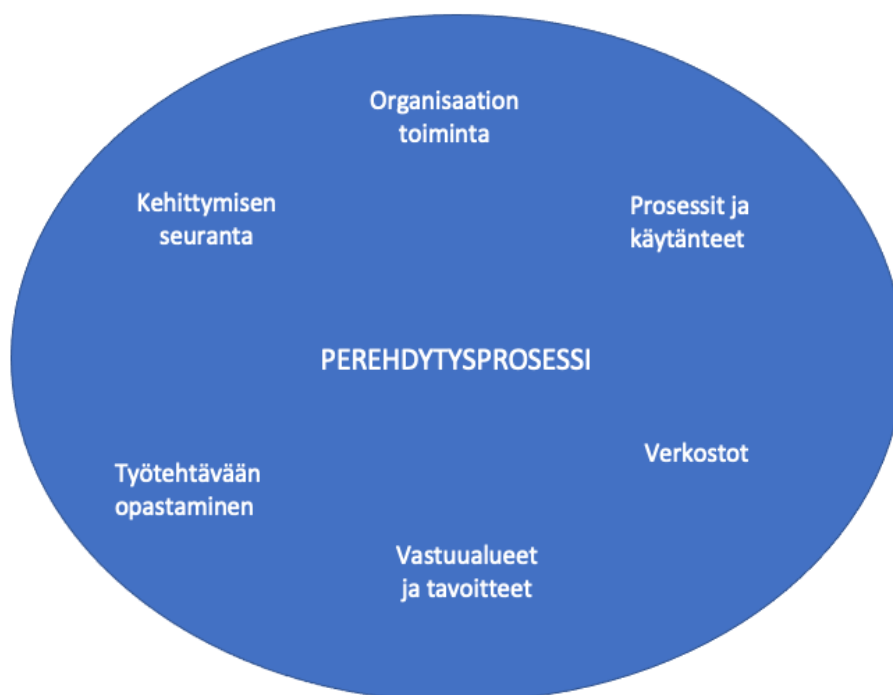 Organisaation
toiminta
Kehittymisen
seuranta
Prosessit ja
käytänteet
PEREHDYTYSPROSESSI
Verkostot
Työtehtävään
opastaminen
Vastuualueet
ja tavoitteet